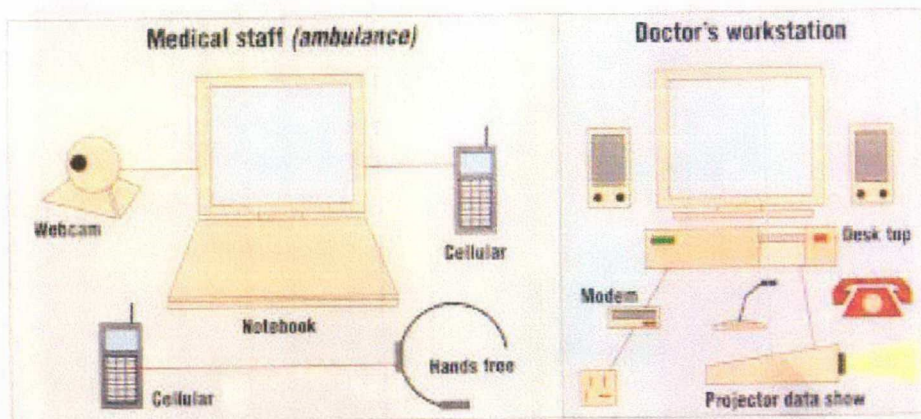 Medical staff (ambulance)
Webcam
Cellular
Notebook
Cellular
Hands free
Doctor's workstation
Desk top
Modem
Projector data show